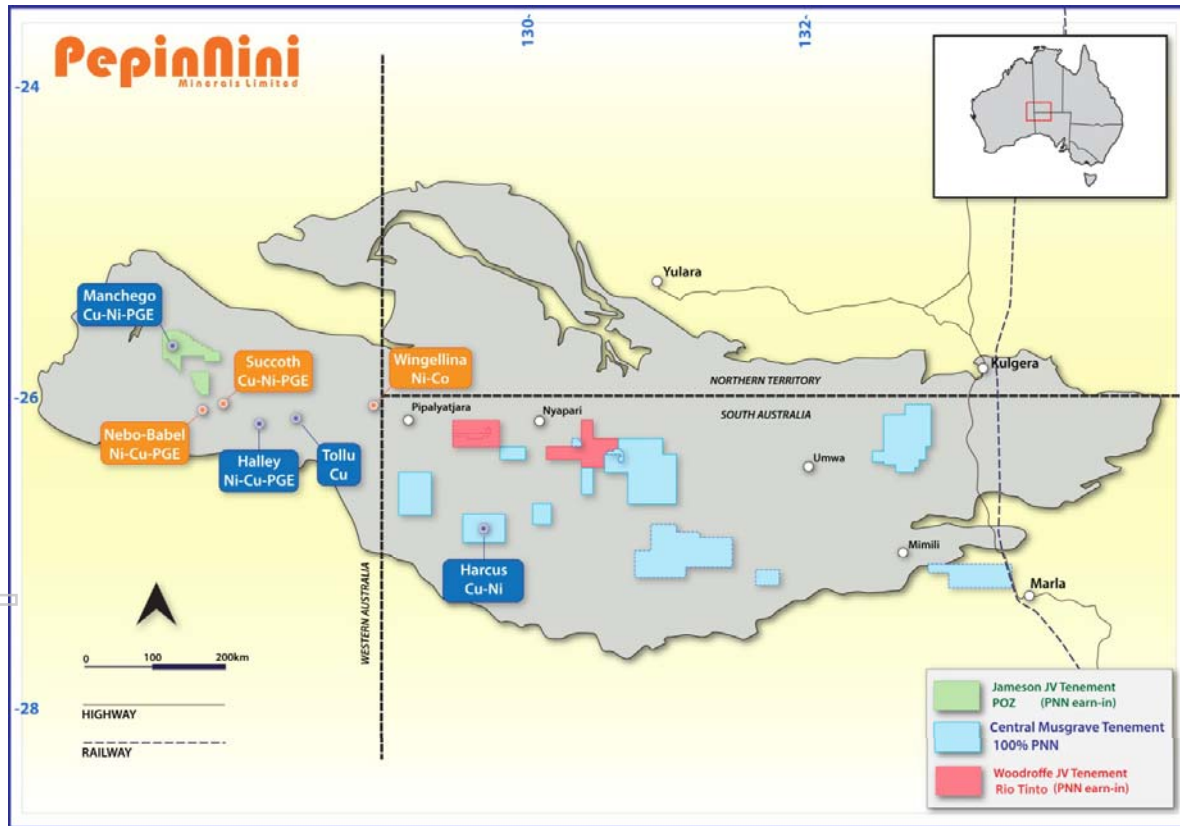 PepinNini
Minerals Limited
130-
132-
-24
-26
-28
Yulara
Manchego
Cu-Ni-PGE
Succoth
Cu-Ni-PGE
Wingellina
Ni-Co
Kulgera
NORTHERN TERRITORY
SOUTH AUSTRALIA
Pipalyatjara
Nyapari
Nebo-Babel
Ni-Cu-PGE
Halley
Ni-Cu-PGE
Tollu
Cu
Umwa
Mimili
Harcus
Cu-Ni
Marla
WESTERN AUSTRALIA
0 100 200km
HIGHWAY
RAILWAY
Jameson JV Tenement
POZ (PNN earn-in)
Central Musgrave Tenement
100% PNN
Woodroffe JV Tenement
Rio Tinto (PNN earn-in)